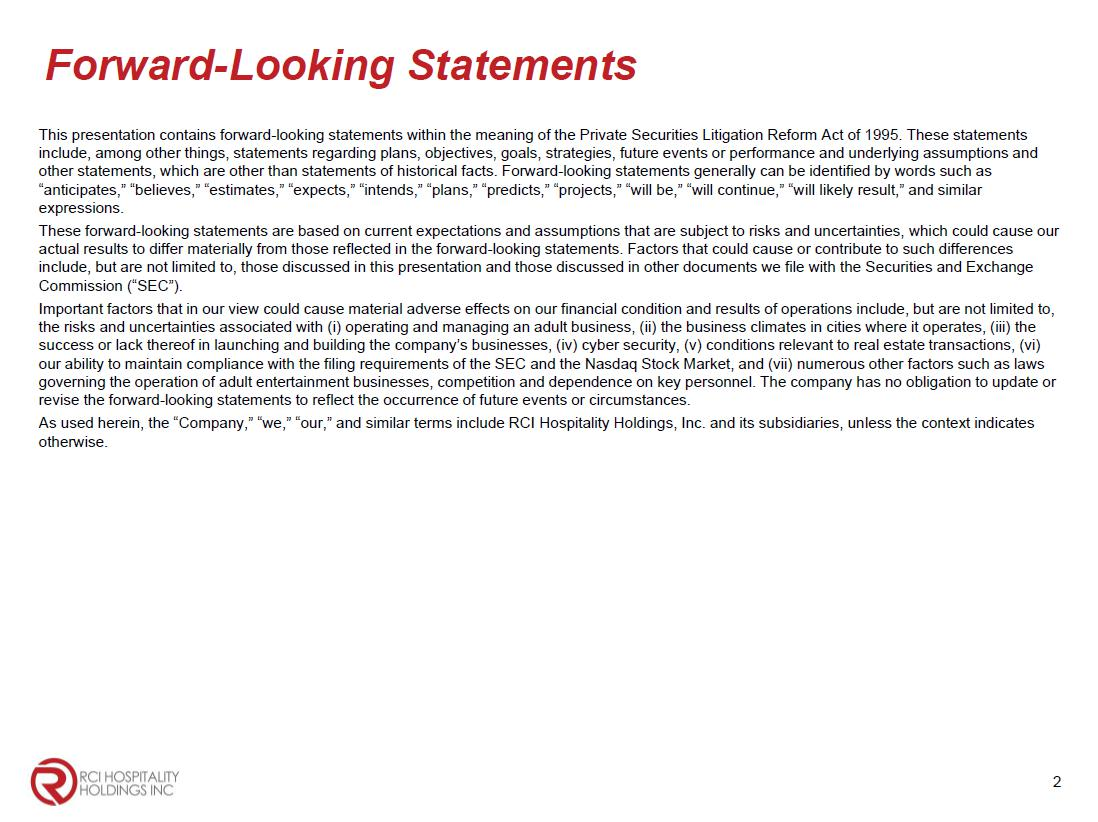 Forward-Looking Statements
This presentation contains forward-looking statements within the meaning of the Private Securities Litigation Reform Act of 1995. These statements
include, among other things, statements regarding plans, objectives, goals, strategies, future events or performance and underlying assumptions and
other statements, which are other than statements of historical facts. Forward-looking statements generally can be identified by words such as
“anticipates,” “believes,” “estimates,” “expects,” “intends,” “plans,” “predicts,” “projects,” “will be,” “will continue,” “will likely result,” and similar
expressions.
These forward-looking statements are based on current expectations and assumptions that are subject to risks and uncertainties, which could cause our
actual results to differ materially from those reflected in the forward-looking statements. Factors that could cause or contribute to such differences
include, but are not limited to, those discussed in this presentation and those discussed in other documents we file with the Securities and Exchange
Commission (“SEC”).
Important factors that in our view could cause material adverse effects on our financial condition and results of operations include, but are not limited to,
the risks and uncertainties associated with (i) operating and managing an adult business, (ii) the business climates in cities where it operates, (iii) the
success or lack thereof in launching and building the company’s businesses, (iv) cyber security, (v) conditions relevant to real estate transactions, (vi)
our ability to maintain compliance with the filing requirements of the SEC and the Nasdaq Stock Market, and (vii) numerous other factors such as laws
governing the operation of adult entertainment businesses, competition and dependence on key personnel. The company has no obligation to update or
revise the forward-looking statements to reflect the occurrence of future events or circumstances.
As used herein, the “Company,” “we,” “our,” and similar terms include RCI Hospitality Holdings, Inc. and its subsidiaries, unless the context indicates
otherwise.
RCI HOSPITALITY
HOLDINGS INC
2